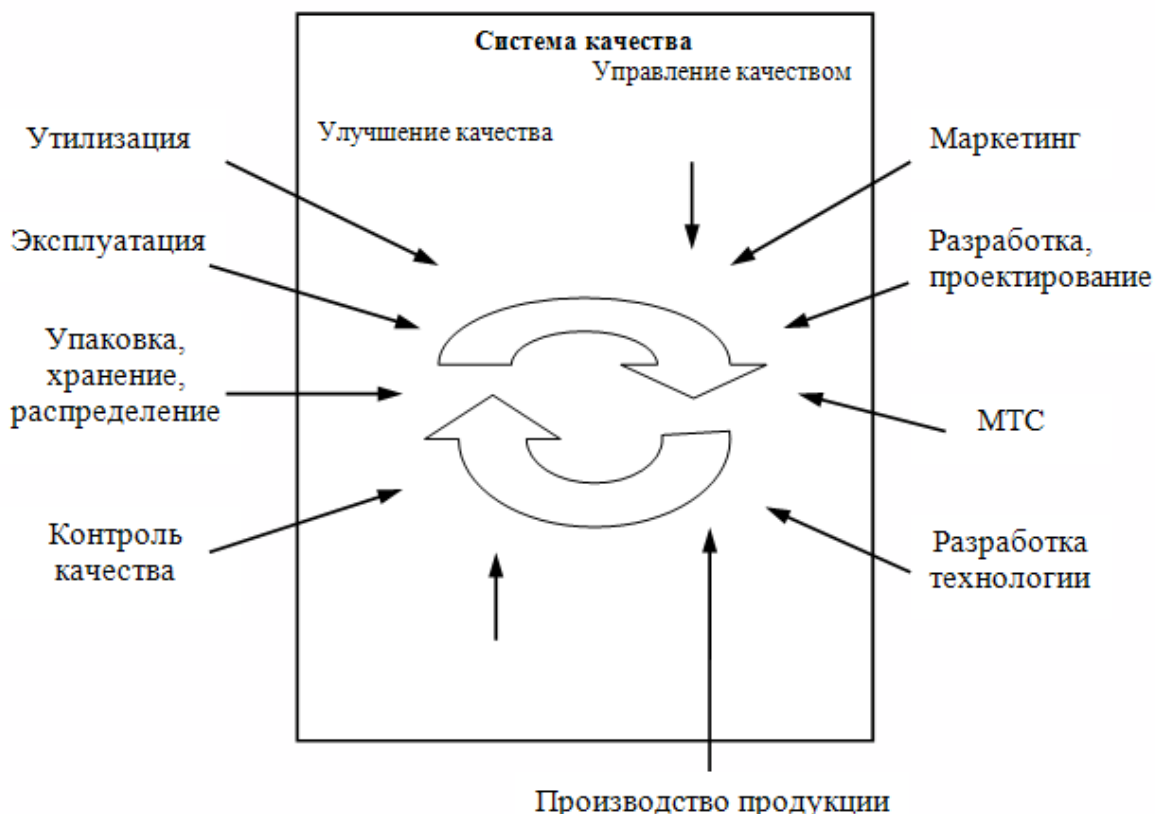 Система качества
Управление качеством
Улучшение качества
Утилизация
Маркетинг
Эксплуатация
Разработка,
проектирование
Упаковка,
хранение,
распределение
МТС
Контроль
качества
Разработка
технологии
Производство продукции